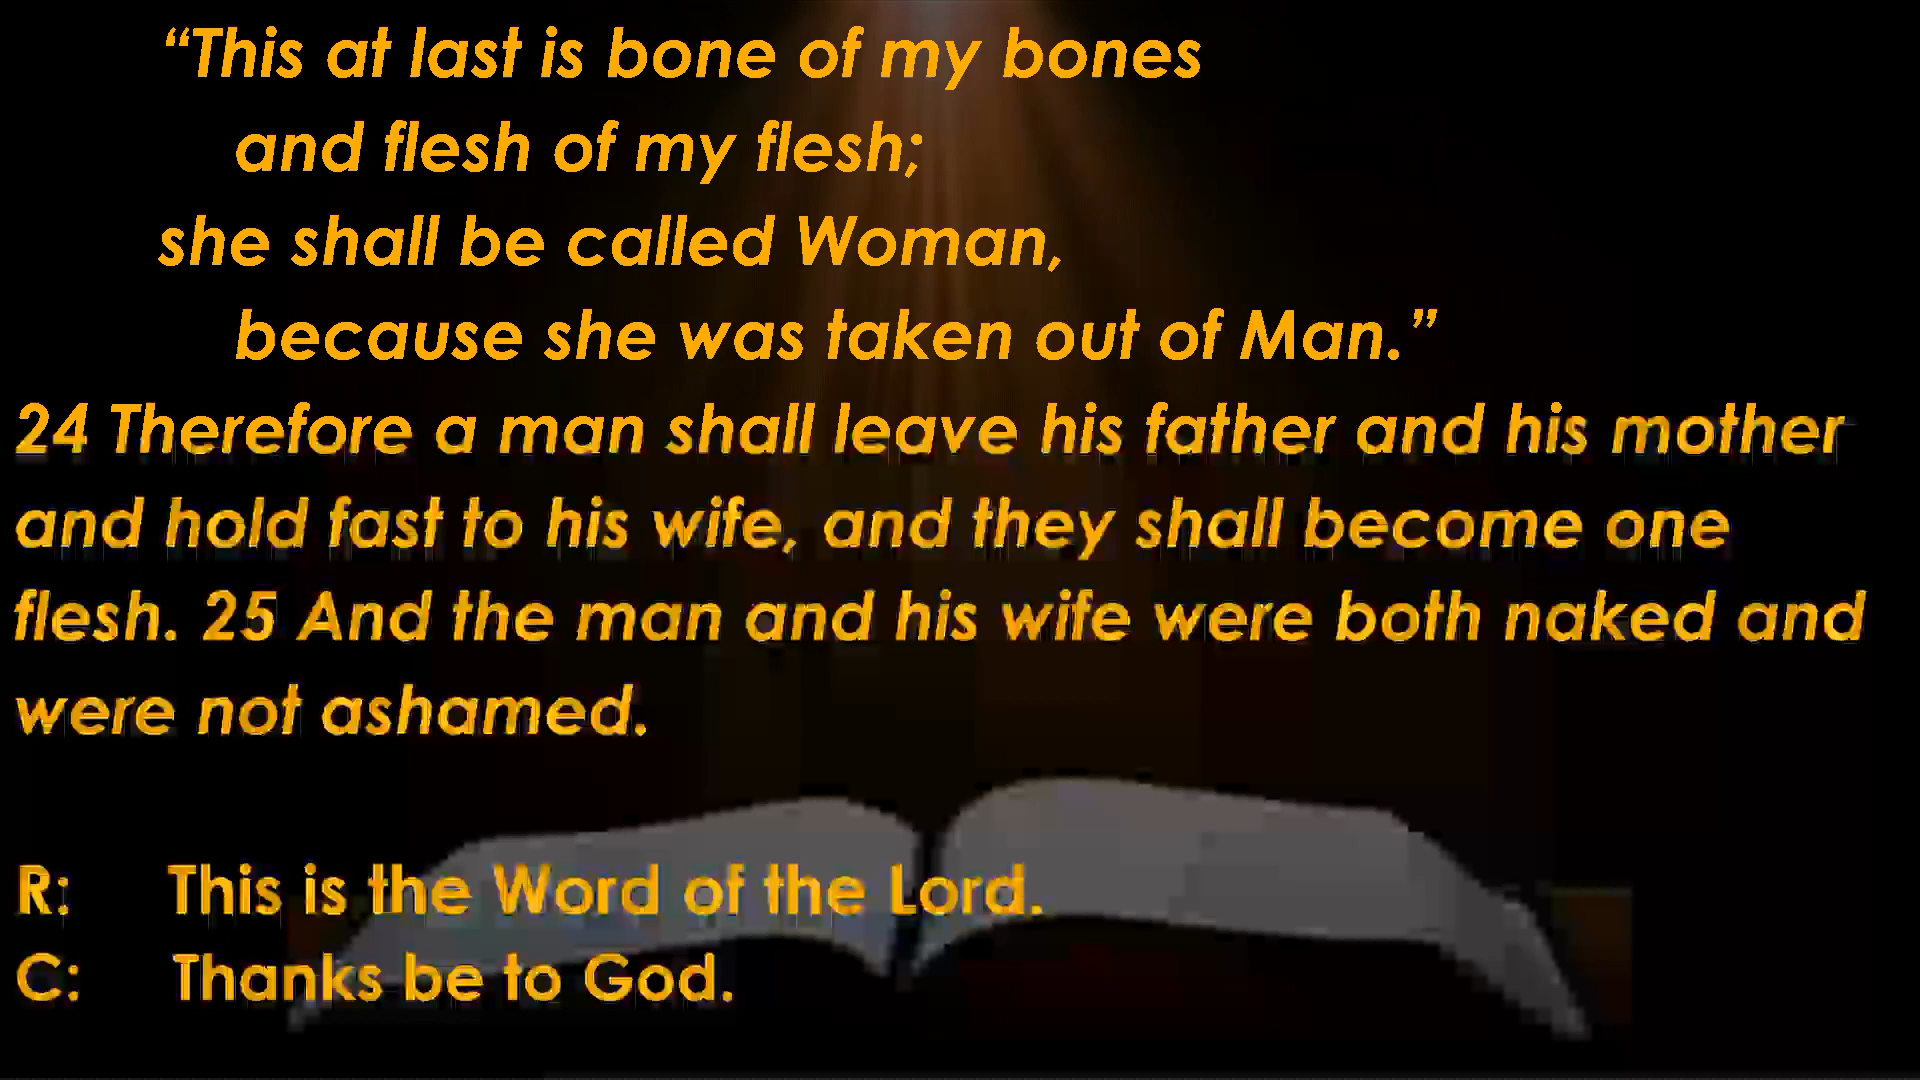 “This at last is bone of my bones
and flesh of my flesh;
she shall be called Woman,
because she was taken out of Man.”
24 Therefore a man shall leave his father and his mother
and hold fast to his wife, and they shall become one
flesh. 25 And the man and his wife were both naked and
were not ashamed.
R: This is the Word of the Lord.
C: Thanks be to God.